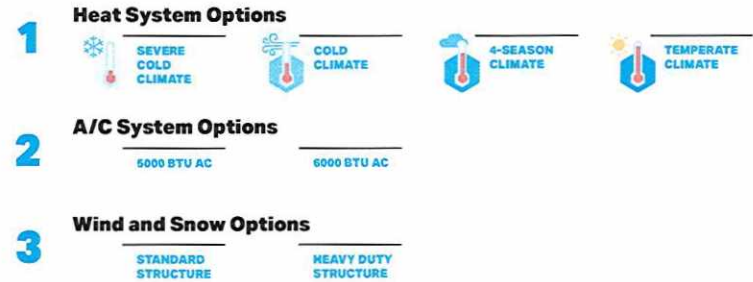 1
Heat System Options
SEVERE COLD CLIMATE
COLD CLIMATE
4-SEASON CLIMATE
TEMPERATE CLIMATE
2
A/C System Options
5000 BTU AC
6000 BTU AC
3
Wind and Snow Options
STANDARD STRUCTURE
HEAVY DUTY STRUCTURE